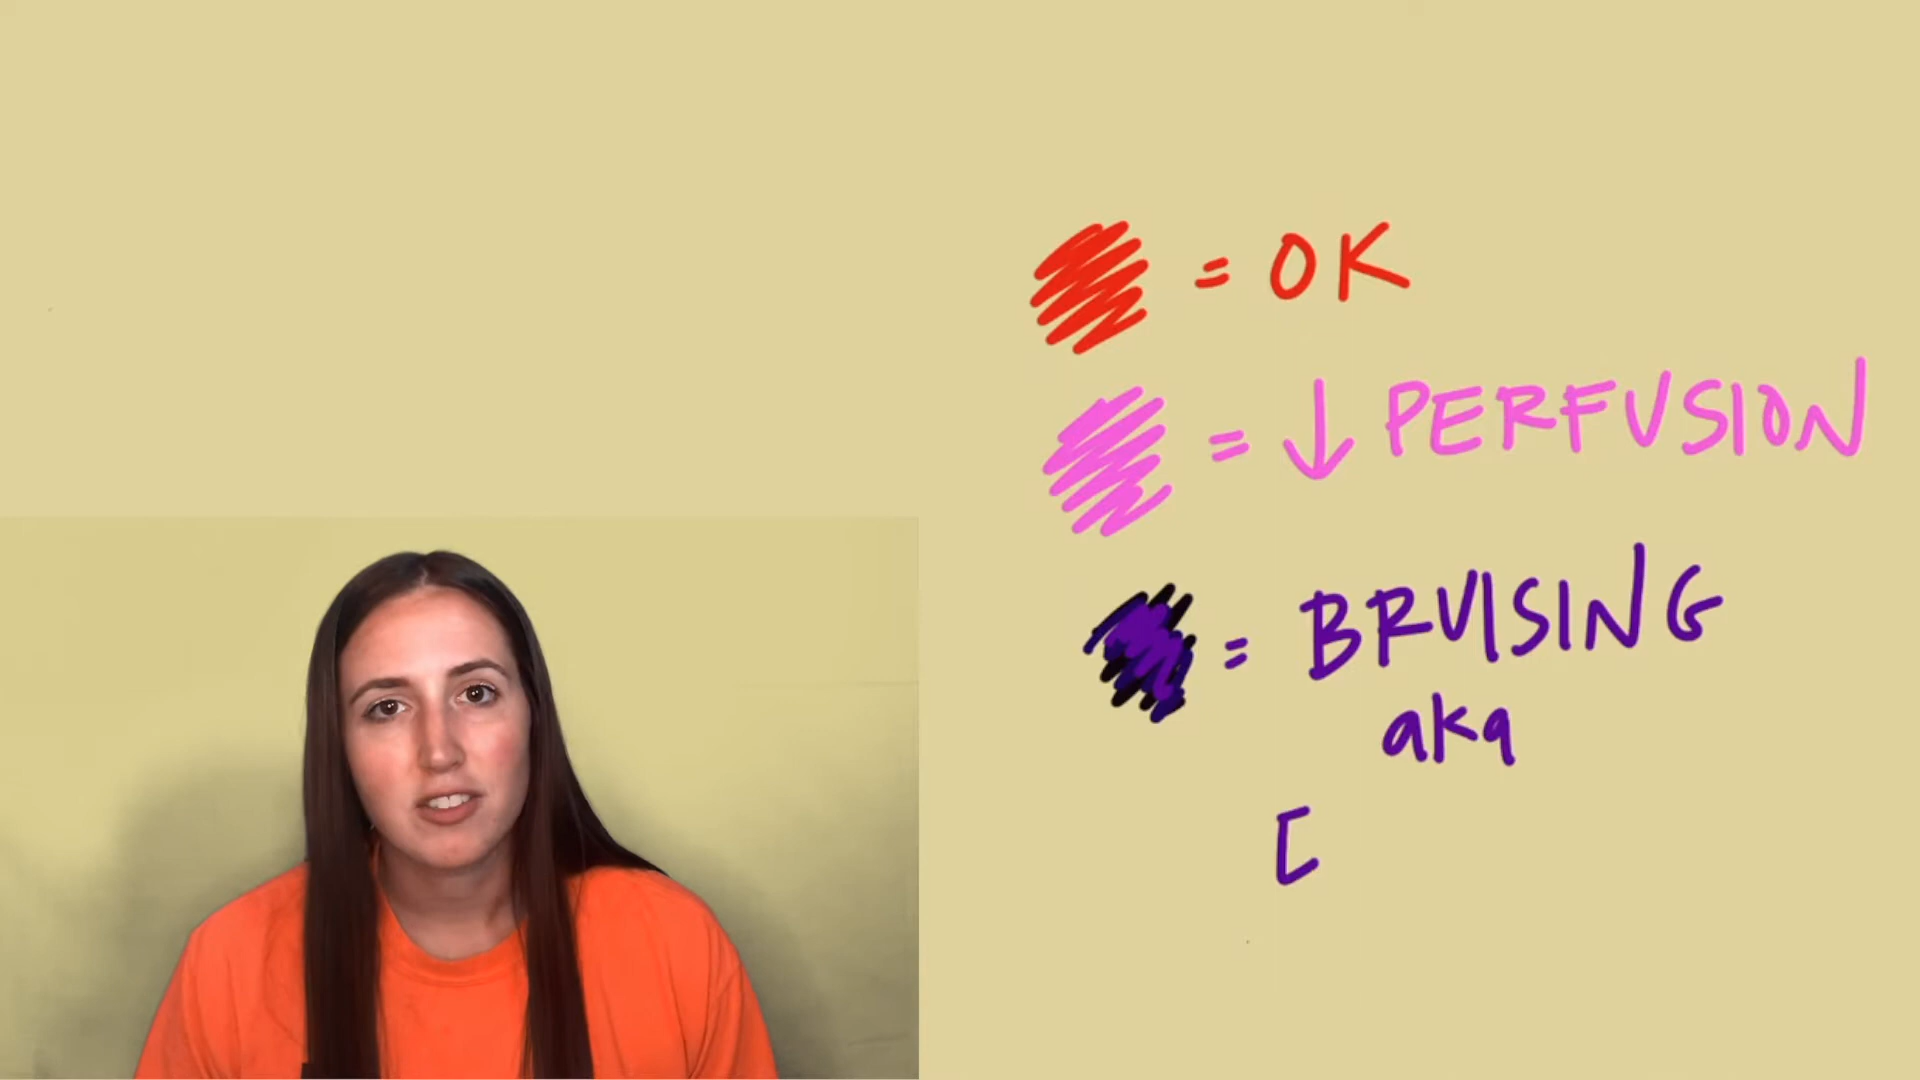 = OK
= ↓ PERFUSION
= BRUISING
aka
[